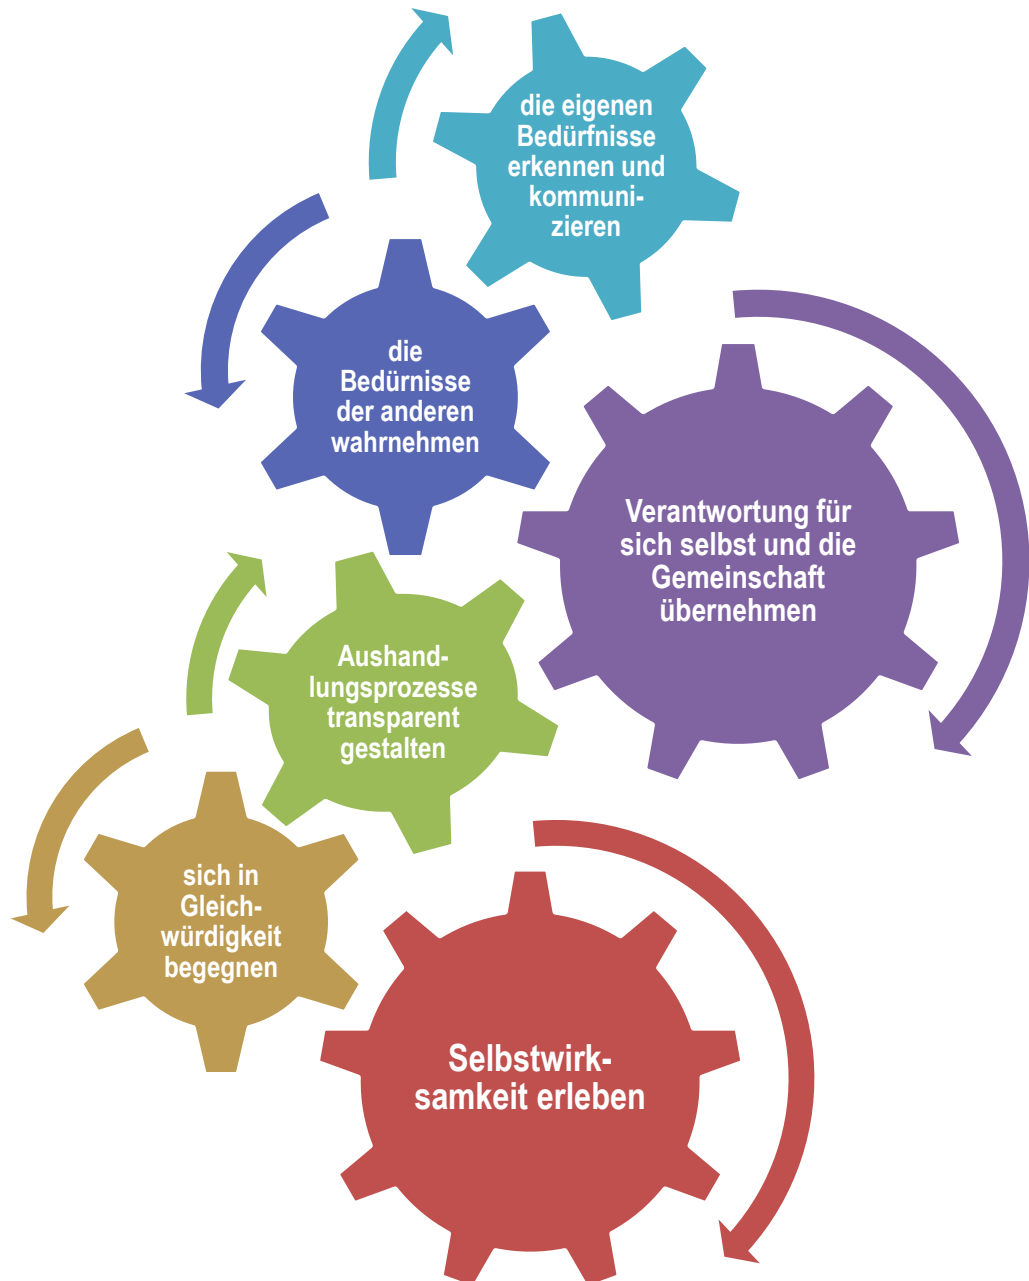 die eigenen
Bedürfnisse
erkennen und
kommuni-
zieren
die
Bedürnisse
der anderen
wahrnehmen
Verantwortung für
sich selbst und die
Gemeinschaft
übernehmen
Aushand-
lungsprozesse
transparent
gestalten
sich in
Gleich-
würdigkeit
begegnen
Selbstwirk-
samkeit erleben